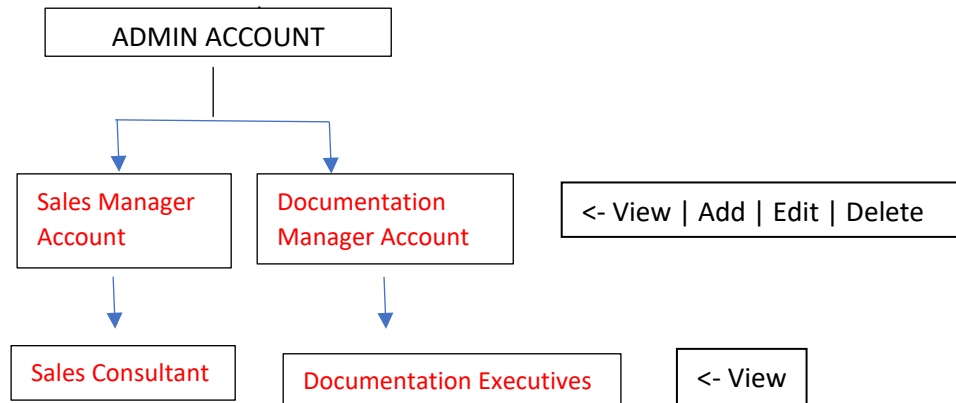 ADMIN ACCOUNT
Sales Manager
Account
Documentation
Manager Account
<- View | Add | Edit | Delete
Sales Consultant
Documentation Executives
<- View